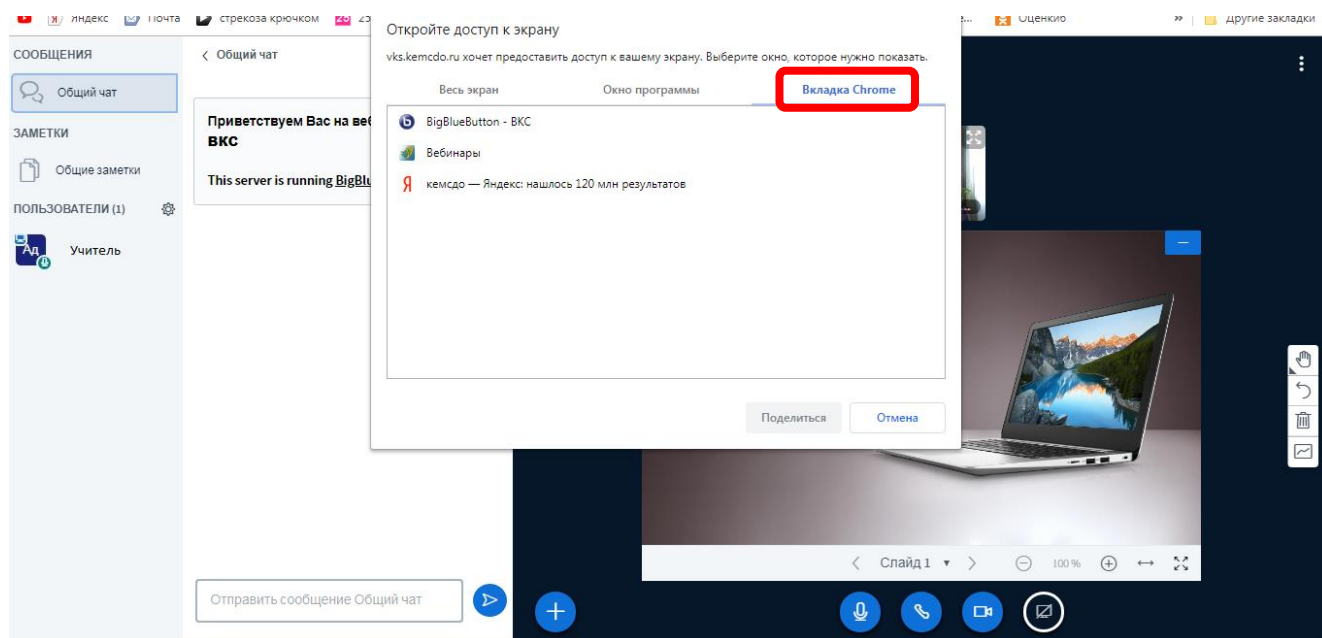 Яндекс
Почта
стрекоза крючком
Оценкио
»
Другие закладки
СООБЩЕНИЯ
Общий чат
ЗАМЕТКИ
Общие заметки
ПОЛЬЗОВАТЕЛИ (1)
Учитель
Общий чат
Приветствуем Вас на
ВКС
This server is running
Откройте доступ к экрану
vks.kemcdo.ru хочет предоставить доступ к вашему экрану. Выберите окно, которое нужно показать.
Весь экран
Окно программы
Вкладка Chrome
BigBlueButton - ВКС
Вебинары
кемсдо — Яндекс: нашлось 120 млн результатов
Поделиться
Отмена
Слайд 1
100 %
Отправить сообщение Общий чат